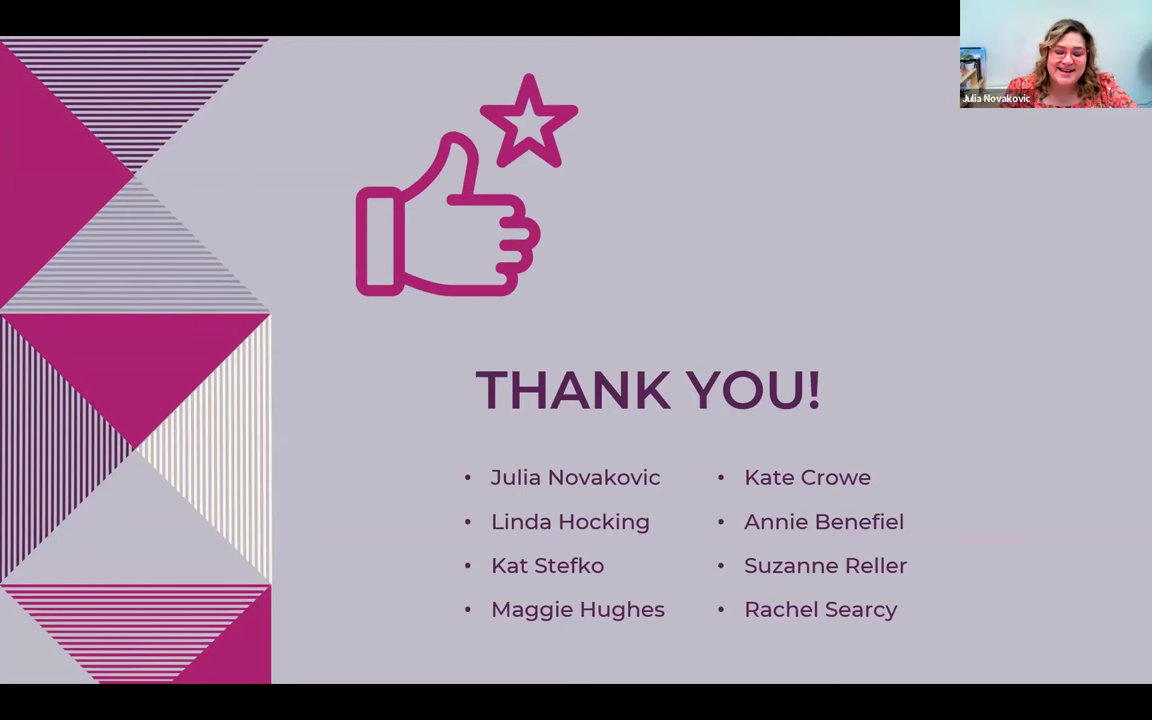 Julia Novakovic
THANK YOU!
• Julia Novakovic
• Linda Hocking
• Kat Stefko
• Maggie Hughes
• Kate Crowe
• Annie Benefiel
• Suzanne Reller
• Rachel Searcy